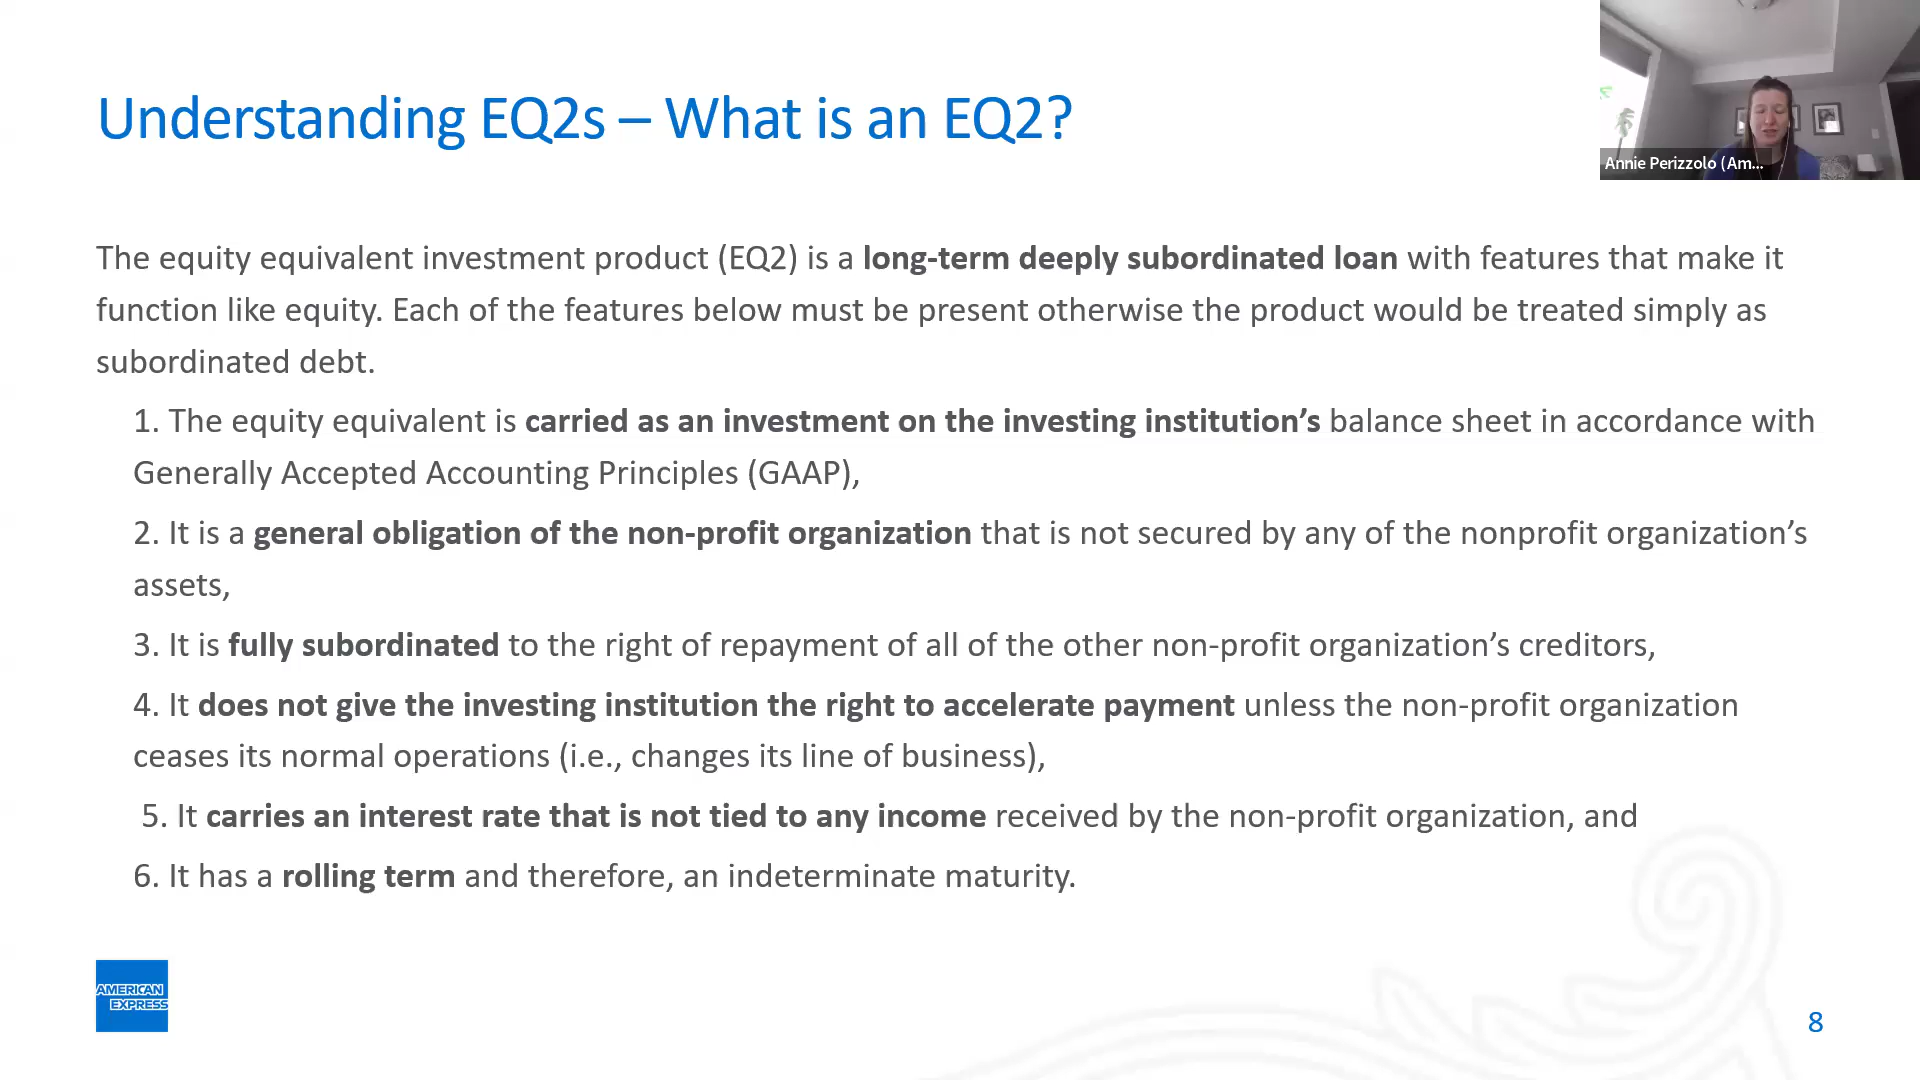 Understanding EQ2s – What is an EQ2?
Annie Perizzolo (Am...
The equity equivalent investment product (EQ2) is a long-term deeply subordinated loan with features that make it
function like equity. Each of the features below must be present otherwise the product would be treated simply as
subordinated debt.
1. The equity equivalent is carried as an investment on the investing institution’s balance sheet in accordance with
Generally Accepted Accounting Principles (GAAP),
2. It is a general obligation of the non-profit organization that is not secured by any of the nonprofit organization’s
assets,
3. It is fully subordinated to the right of repayment of all of the other non-profit organization’s creditors,
4. It does not give the investing institution the right to accelerate payment unless the non-profit organization
ceases its normal operations (i.e., changes its line of business),
5. It carries an interest rate that is not tied to any income received by the non-profit organization, and
6. It has a rolling term and therefore, an indeterminate maturity.
AMERICAN
EXPRESS
8